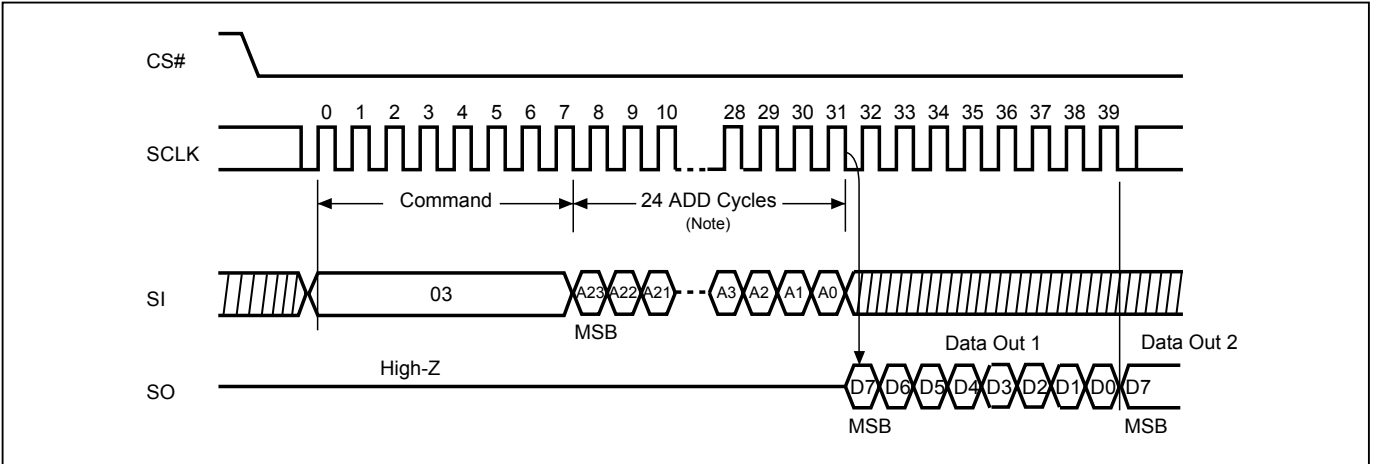 CS#
0 1 2 3 4 5 6 7 8 9 10 28 29 30 31 32 33 34 35 36 37 38 39
SCLK
Command 24 ADD Cycles
(Note)
SI 03 A23 A22 A21 A3 A2 A1 A0
MSB
Data Out 1 Data Out 2
High-Z
SO D7 D6 D5 D4 D3 D2 D1 D0 D7
MSB MSB